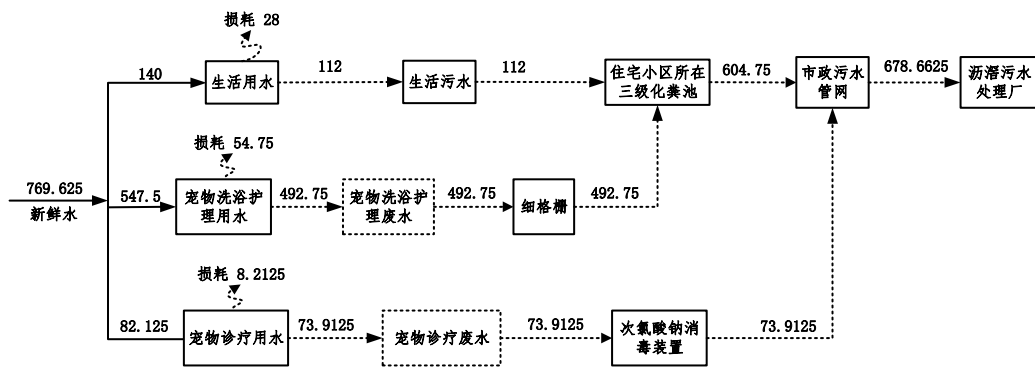 损耗 28
140
生活用水
112
生活污水
112
住宅小区所在
三级化粪池
604.75
市政污水
管网
678.6625
沥滘污水
处理厂
损耗 54.75
769.625
新鲜水
547.5
宠物洗浴护
理用水
492.75
宠物洗浴护
理废水
492.75
细格栅
492.75
损耗 8.2125
82.125
宠物诊疗用水
73.9125
宠物诊疗废水
73.9125
次氯酸钠消
毒装置
73.9125